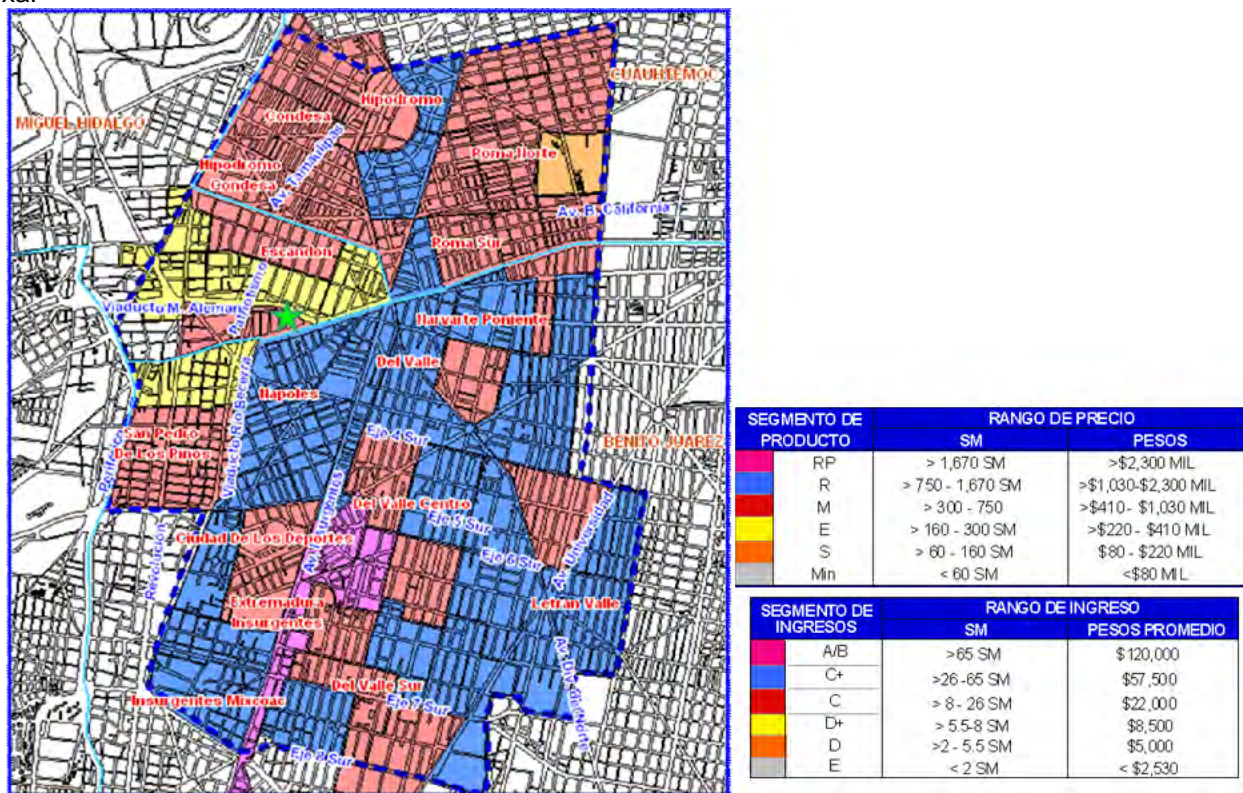 xa.
CUAUHTEMOC
Hipodromo
Condesa
MIGUEL HIDALGO
Av. Tamaulipas
Roma Norte
Hipodromo
Condesa
Av. B. California
Roma Sur
Escandon
Patriotismo
Viaducto M. Aleman
Narvarte Poniente
Del Valle
Napoles
Viaducto Rio Becerra
San Pedro
De Los Pinos
Eje 4 Sur
BENITO JUAREZ
Av. Insurgentes
Del Valle Centro
Eje 5 Sur
Ciudad De Los Deportes
Eje 6 Sur
Av. Universidad
Revolución
Extremadura
Insurgentes
Letran Valle
Av. Div. del Norte
Del Valle Sur
Insurgentes Mixcoac
Eje 7 Sur
Eje 8 Sur
SEGMENTO DE PRODUCTO RANGO DE PRECIO
SM PESOS
RP > 1,670 SM >$2,300 MIL
R > 750 - 1,670 SM >$1,030-$2,300 MIL
M > 300 - 750 >$410- $1,030 MIL
E > 160 - 300 SM >$220 - $410 MIL
S > 60 - 160 SM $80 - $220 MIL
Min < 60 SM <$80 MIL
SEGMENTO DE INGRESOS RANGO DE INGRESO
SM PESOS PROMEDIO
A/B >65 SM $120,000
C+ >26-65 SM $57,500
C > 8 - 26 SM $22,000
D+ > 5.5-8 SM $8,500
D >2 - 5.5 SM $5,000
E < 2 SM < $2,530